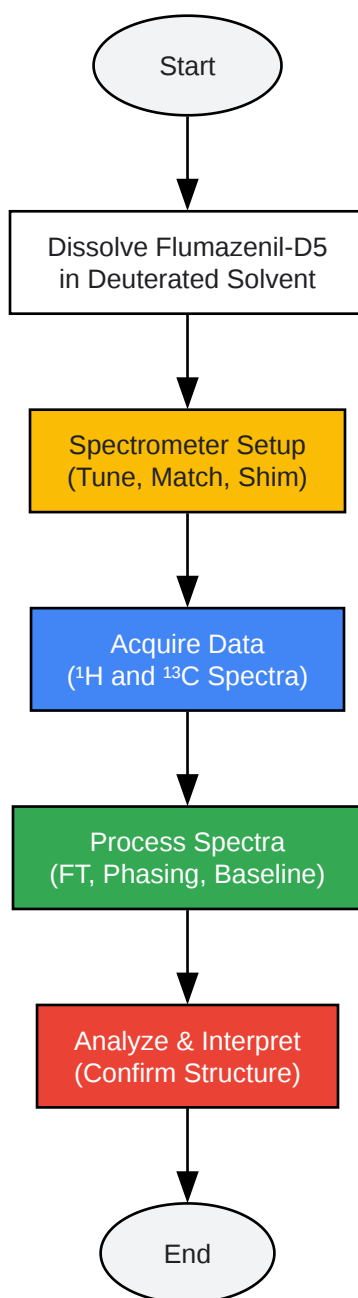 Start
Dissolve Flumazenil-D5
in Deuterated Solvent
Spectrometer Setup
(Tune, Match, Shim)
Acquire Data
(¹H and ¹³C Spectra)
Process Spectra
(FT, Phasing, Baseline)
Analyze & Interpret
(Confirm Structure)
End